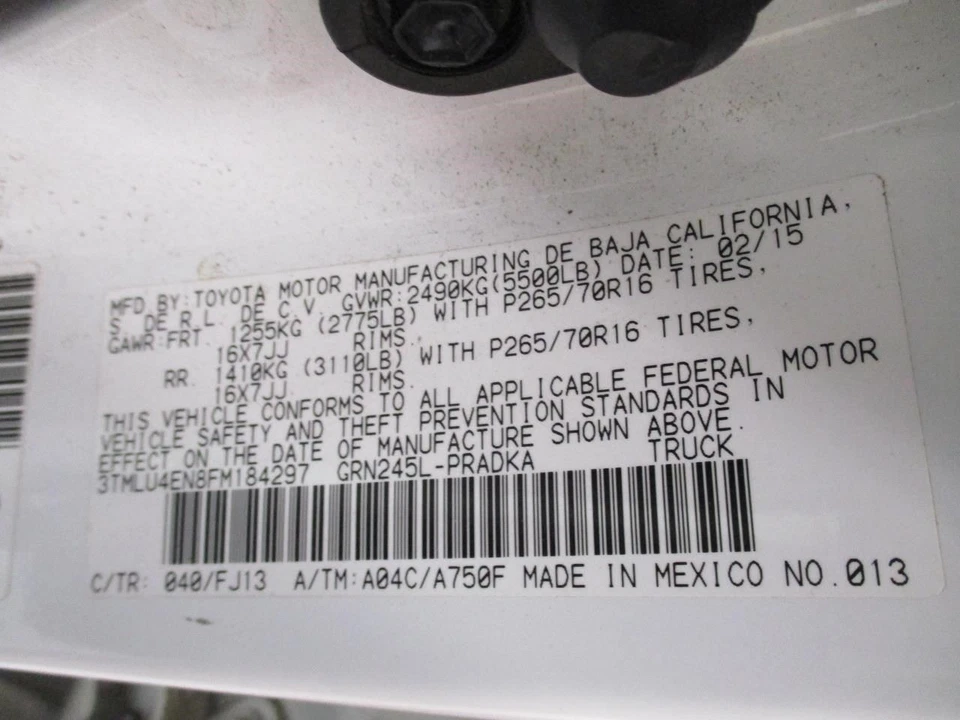 MFD. BY: TOYOTA MOTOR MANUFACTURING DE BAJA CALIFORNIA,
S. DE R.L. DE C.V. GVWR: 2490KG(5500LB) DATE: 02/15
GAWR:FRT. 1255KG (2775LB) WITH P265/70R16 TIRES,
16X7JJ RIMS.
RR. 1410KG (3110LB) WITH P265/70R16 TIRES,
16X7JJ. RIMS.
THIS VEHICLE CONFORMS TO ALL APPLICABLE FEDERAL MOTOR
VEHICLE SAFETY AND THEFT PREVENTION STANDARDS IN
EFFECT ON THE DATE OF MANUFACTURE SHOWN ABOVE.
3TMLU4EN8FM184297 GRN245L-PRADKA TRUCK
C/TR: 040/FJ13 A/TM:A04C/A750F MADE IN MEXICO NO.013